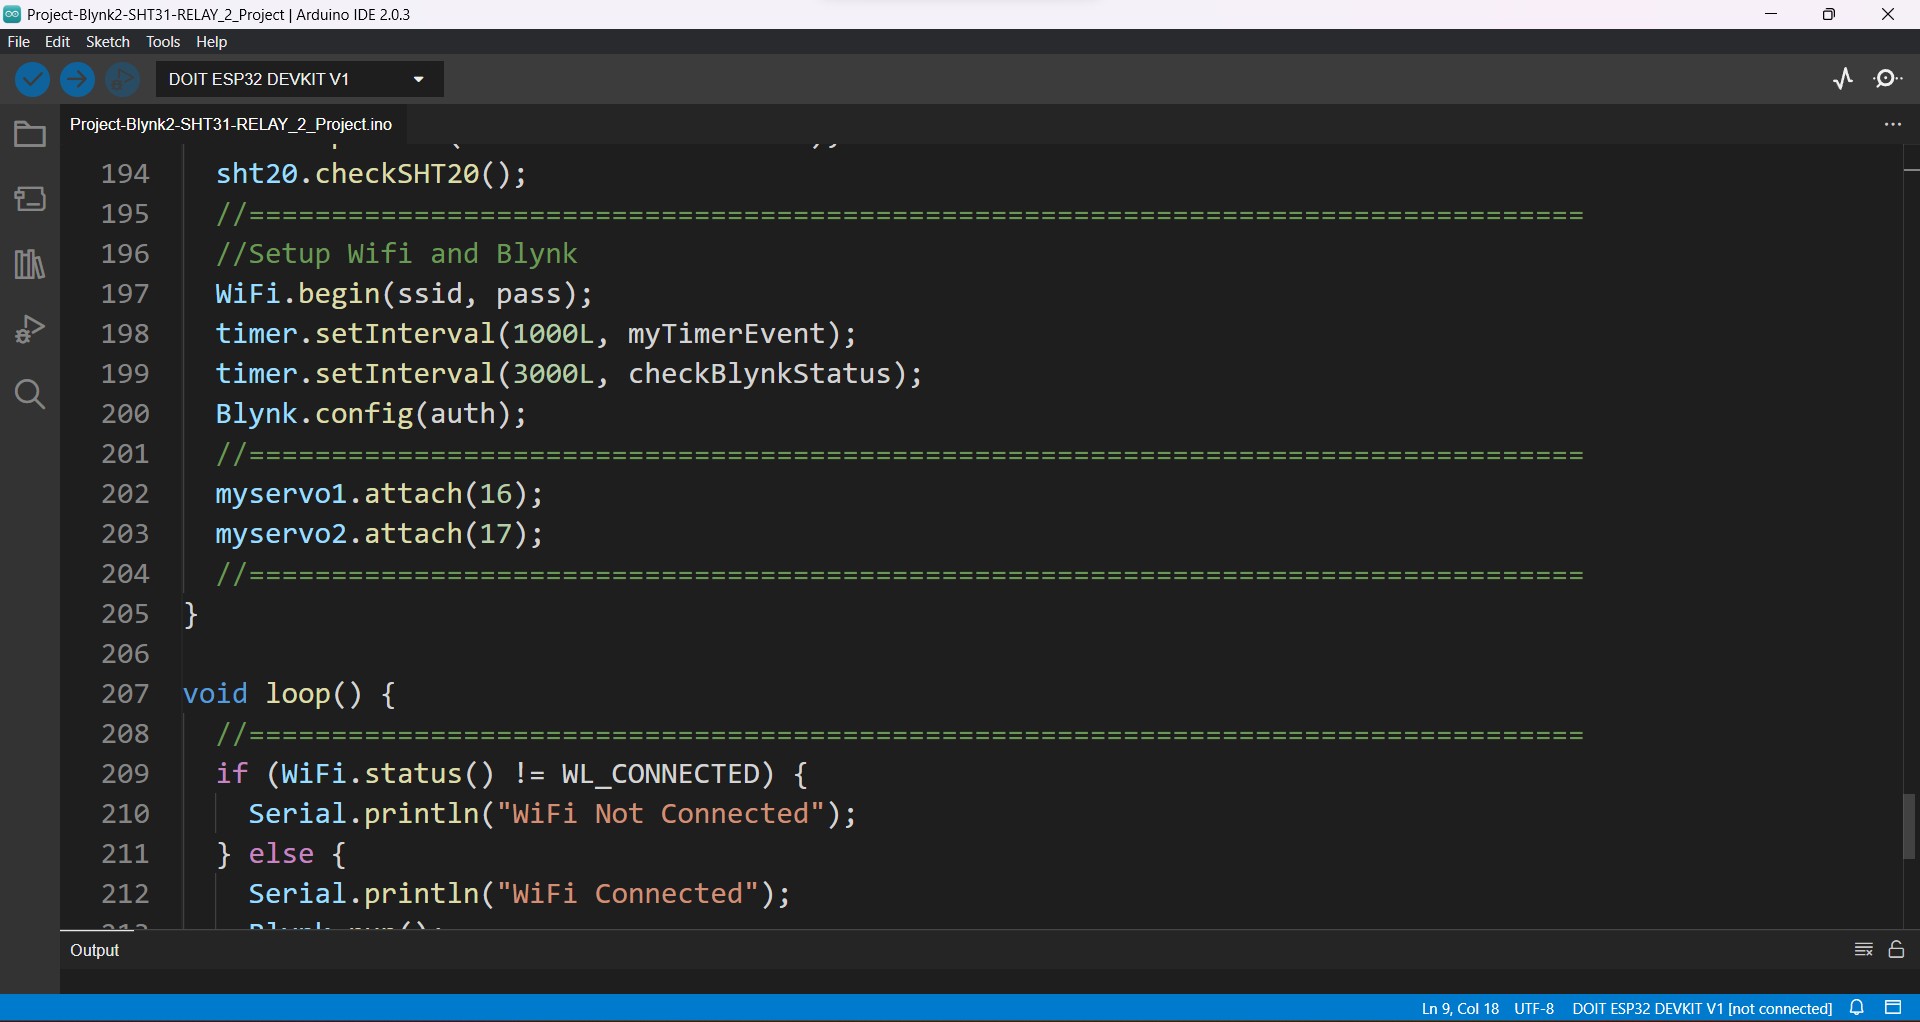 Project-Blynk2-SHT31-RELAY_2_Project | Arduino IDE 2.0.3
File Edit Sketch Tools Help
DOIT ESP32 DEVKIT V1
Project-Blynk2-SHT31-RELAY_2_Project.ino
194 sht20.checkSHT20();
195 //=================================================================================
196 //Setup Wifi and Blynk
197 WiFi.begin(ssid, pass);
198 timer.setInterval(1000L, myTimerEvent);
199 timer.setInterval(3000L, checkBlynkStatus);
200 Blynk.config(auth);
201 //=================================================================================
202 myservo1.attach(16);
203 myservo2.attach(17);
204 //=================================================================================
205 }
206
207 void loop() {
208 //=================================================================================
209 if (WiFi.status() != WL_CONNECTED) {
210 Serial.println("WiFi Not Connected");
211 } else {
212 Serial.println("WiFi Connected");
Output
Ln 9, Col 18 UTF-8 DOIT ESP32 DEVKIT V1 [not connected]